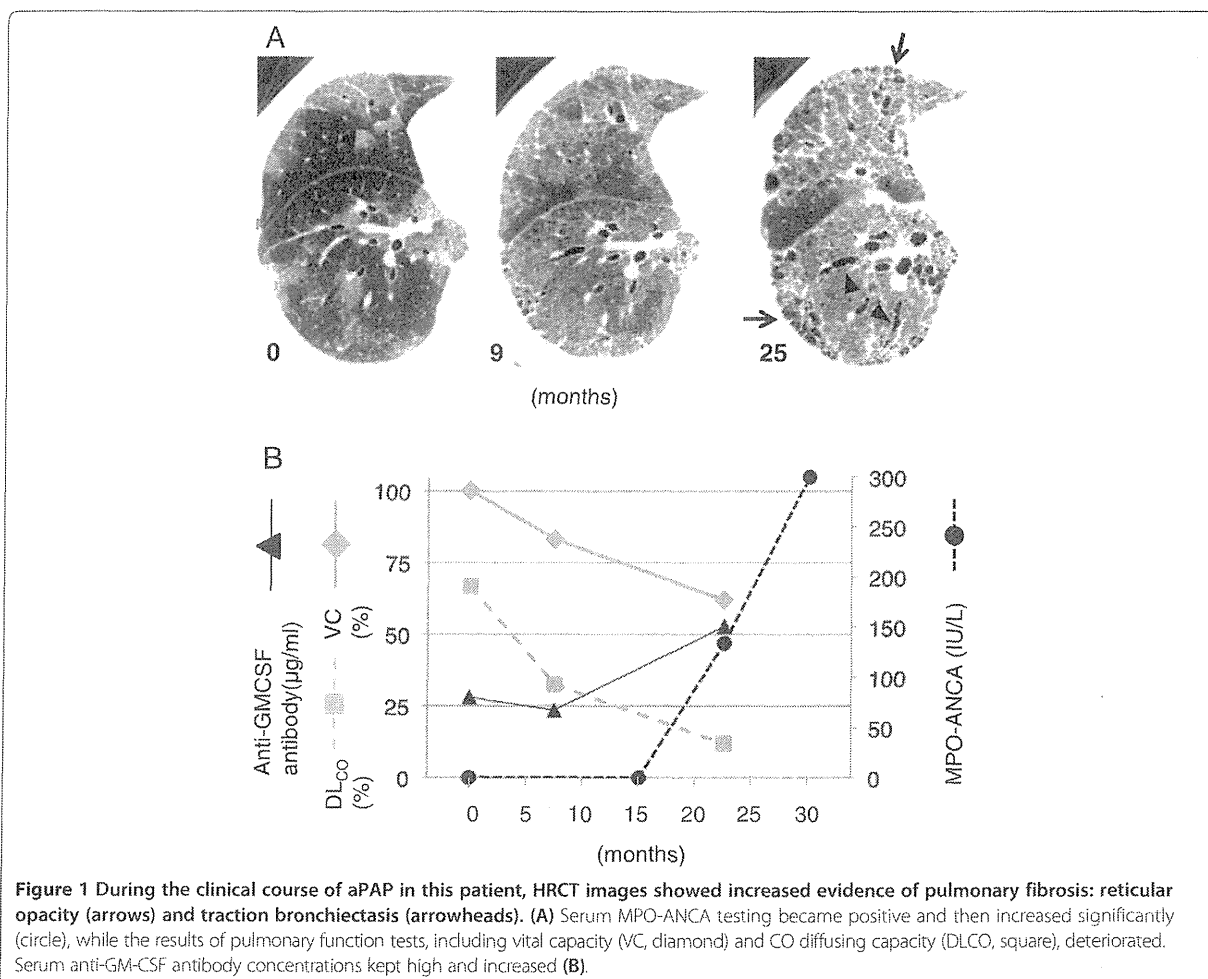 A
0
9
25
(months)
B
Anti-GMCSF
antibody(µg/ml)
DLCO
(%)
VC
(%)
100
75
50
25
0
300
250
200
150
100
50
0
MPO-ANCA (IU/L)
0 5 10 15 20 25 30
(months)
Figure 1 During the clinical course of aPAP in this patient, HRCT images showed increased evidence of pulmonary fibrosis: reticular
opacity (arrows) and traction bronchiectasis (arrowheads). (A) Serum MPO-ANCA testing became positive and then increased significantly
(circle), while the results of pulmonary function tests, including vital capacity (VC, diamond) and CO diffusing capacity (DLCO, square), deteriorated.
Serum anti-GM-CSF antibody concentrations kept high and increased (B).